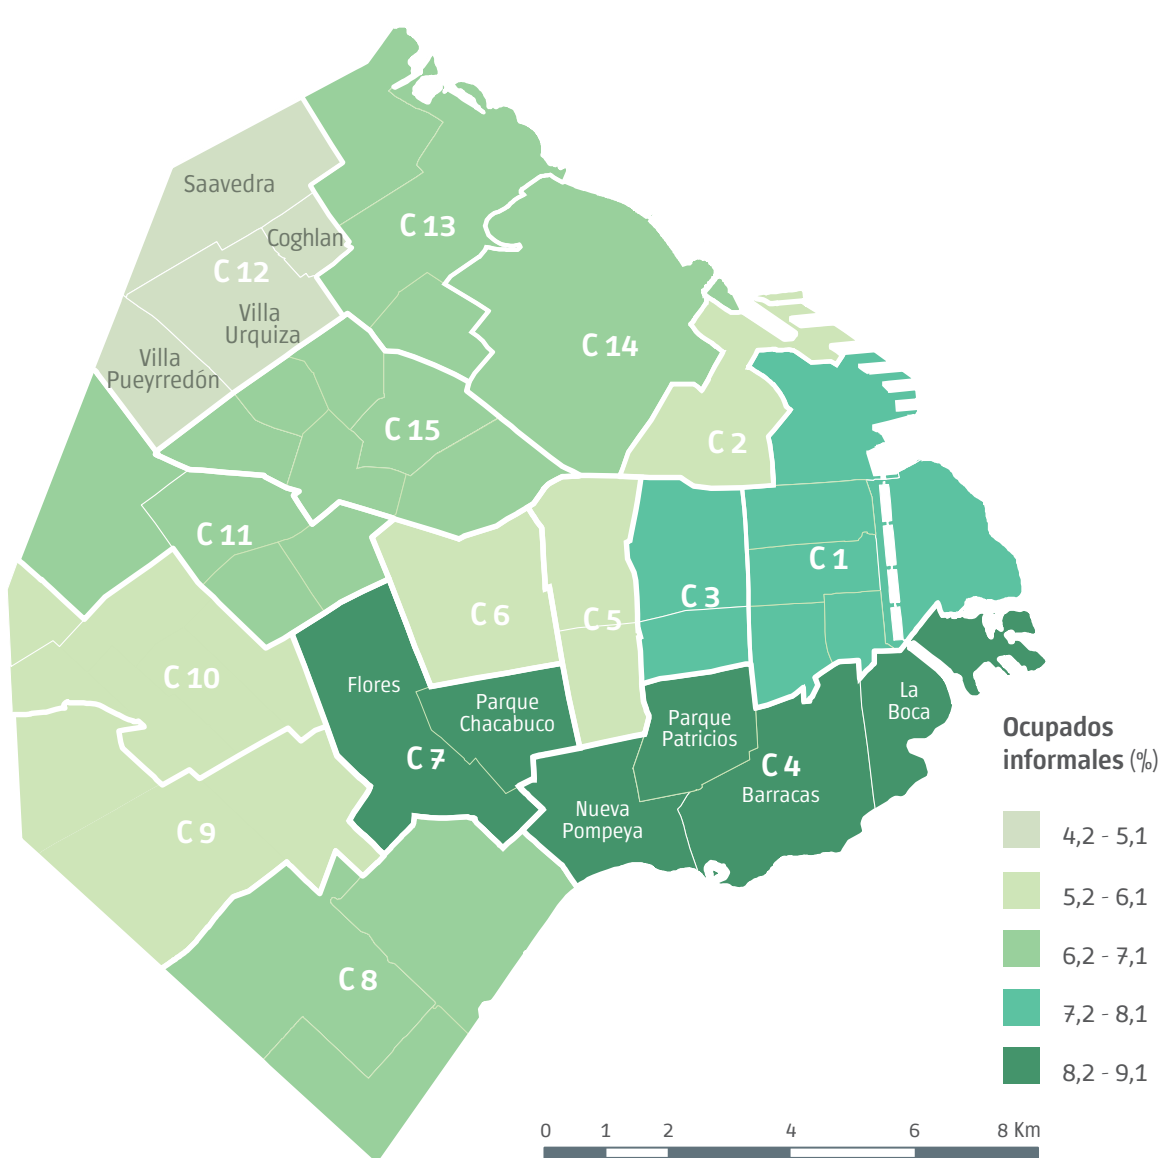 Saavedra
Coghlan
C 13
C 12
Villa
Urquiza
Villa
Pueyrredón
C 14
C 15
C 2
C 11
C 1
C 3
C 6
C 5
C 10
Flores
Parque
Chacabuco
La
Boca
Parque
Patricios
C 7
C 4
Barracas
Nueva
Pompeya
C 9
C 8
Ocupados
informales (%)
4,2 - 5,1
5,2 - 6,1
6,2 - 7,1
7,2 - 8,1
8,2 - 9,1
0 1 2 4 6 8 Km